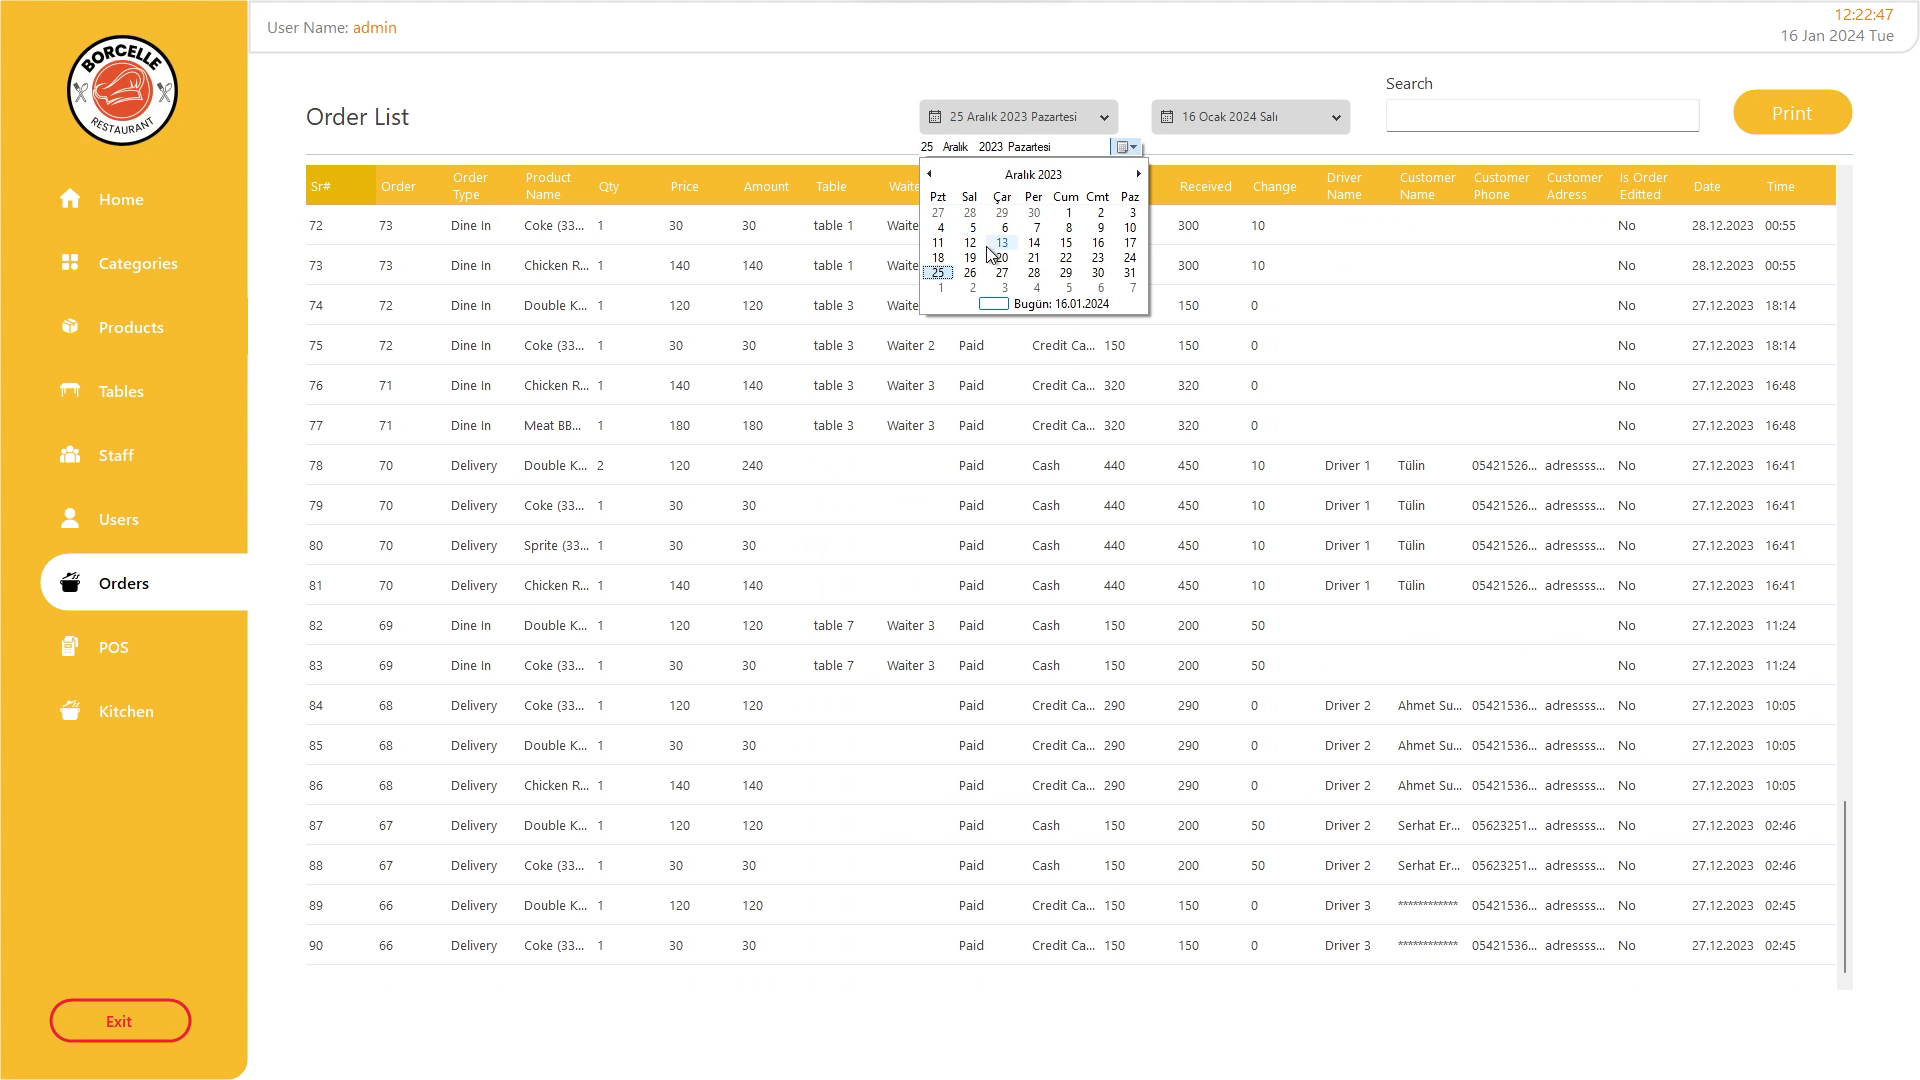 User Name: admin
12:22:47
16 Jan 2024 Tue
BORCELLE
RESTAURANT
Home
Categories
Products
Tables
Staff
Users
Orders
POS
Kitchen
Exit
Order List
25 Aralık 2023 Pazartesi
16 Ocak 2024 Salı
Search
Print
25 Aralık 2023 Pazartesi
Aralık 2023
Pzt Sal Çar Per Cum Cmt Paz
27 28 29 30 1 2 3
4 5 6 7 8 9 10
11 12 13 14 15 16 17
18 19 20 21 22 23 24
25 26 27 28 29 30 31
1 2 3 4 5 6 7
Bugün: 16.01.2024
Sr# Order Order Type Product Name Qty Price Amount Table Waite Received Change Driver Name Customer Name Customer Phone Customer Adress Is Order Editted Date Time
72 73 Dine In Coke (33... 1 30 30 table 1 Waite 300 10 No 28.12.2023 00:55
73 73 Dine In Chicken R... 1 140 140 table 1 Waite 300 10 No 28.12.2023 00:55
74 72 Dine In Double K... 1 120 120 table 3 Waite 150 0 No 27.12.2023 18:14
75 72 Dine In Coke (33... 1 30 30 table 3 Waiter 2 Paid Credit Ca... 150 150 0 No 27.12.2023 18:14
76 71 Dine In Chicken R... 1 140 140 table 3 Waiter 3 Paid Credit Ca... 320 320 0 No 27.12.2023 16:48
77 71 Dine In Meat BB... 1 180 180 table 3 Waiter 3 Paid Credit Ca... 320 320 0 No 27.12.2023 16:48
78 70 Delivery Double K... 2 120 240 Paid Cash 440 450 10 Driver 1 Tülin 05421526... adressss... No 27.12.2023 16:41
79 70 Delivery Coke (33... 1 30 30 Paid Cash 440 450 10 Driver 1 Tülin 05421526... adressss... No 27.12.2023 16:41
80 70 Delivery Sprite (33... 1 30 30 Paid Cash 440 450 10 Driver 1 Tülin 05421526... adressss... No 27.12.2023 16:41
81 70 Delivery Chicken R... 1 140 140 Paid Cash 440 450 10 Driver 1 Tülin 05421526... adressss... No 27.12.2023 16:41
82 69 Dine In Double K... 1 120 120 table 7 Waiter 3 Paid Cash 150 200 50 No 27.12.2023 11:24
83 69 Dine In Coke (33... 1 30 30 table 7 Waiter 3 Paid Cash 150 200 50 No 27.12.2023 11:24
84 68 Delivery Coke (33... 1 120 120 Paid Credit Ca... 290 290 0 Driver 2 Ahmet Su... 05421536... adressss... No 27.12.2023 10:05
85 68 Delivery Double K... 1 30 30 Paid Credit Ca... 290 290 0 Driver 2 Ahmet Su... 05421536... adressss... No 27.12.2023 10:05
86 68 Delivery Chicken R... 1 140 140 Paid Credit Ca... 290 290 0 Driver 2 Ahmet Su... 05421536... adressss... No 27.12.2023 10:05
87 67 Delivery Double K... 1 120 120 Paid Cash 150 200 50 Driver 2 Serhat Er... 05623251... adressss... No 27.12.2023 02:46
88 67 Delivery Coke (33... 1 30 30 Paid Cash 150 200 50 Driver 2 Serhat Er... 05623251... adressss... No 27.12.2023 02:46
89 66 Delivery Double K... 1 120 120 Paid Credit Ca... 150 150 0 Driver 3 ************ 05421536... adressss... No 27.12.2023 02:45
90 66 Delivery Coke (33... 1 30 30 Paid Credit Ca... 150 150 0 Driver 3 ************ 05421536... adressss... No 27.12.2023 02:45